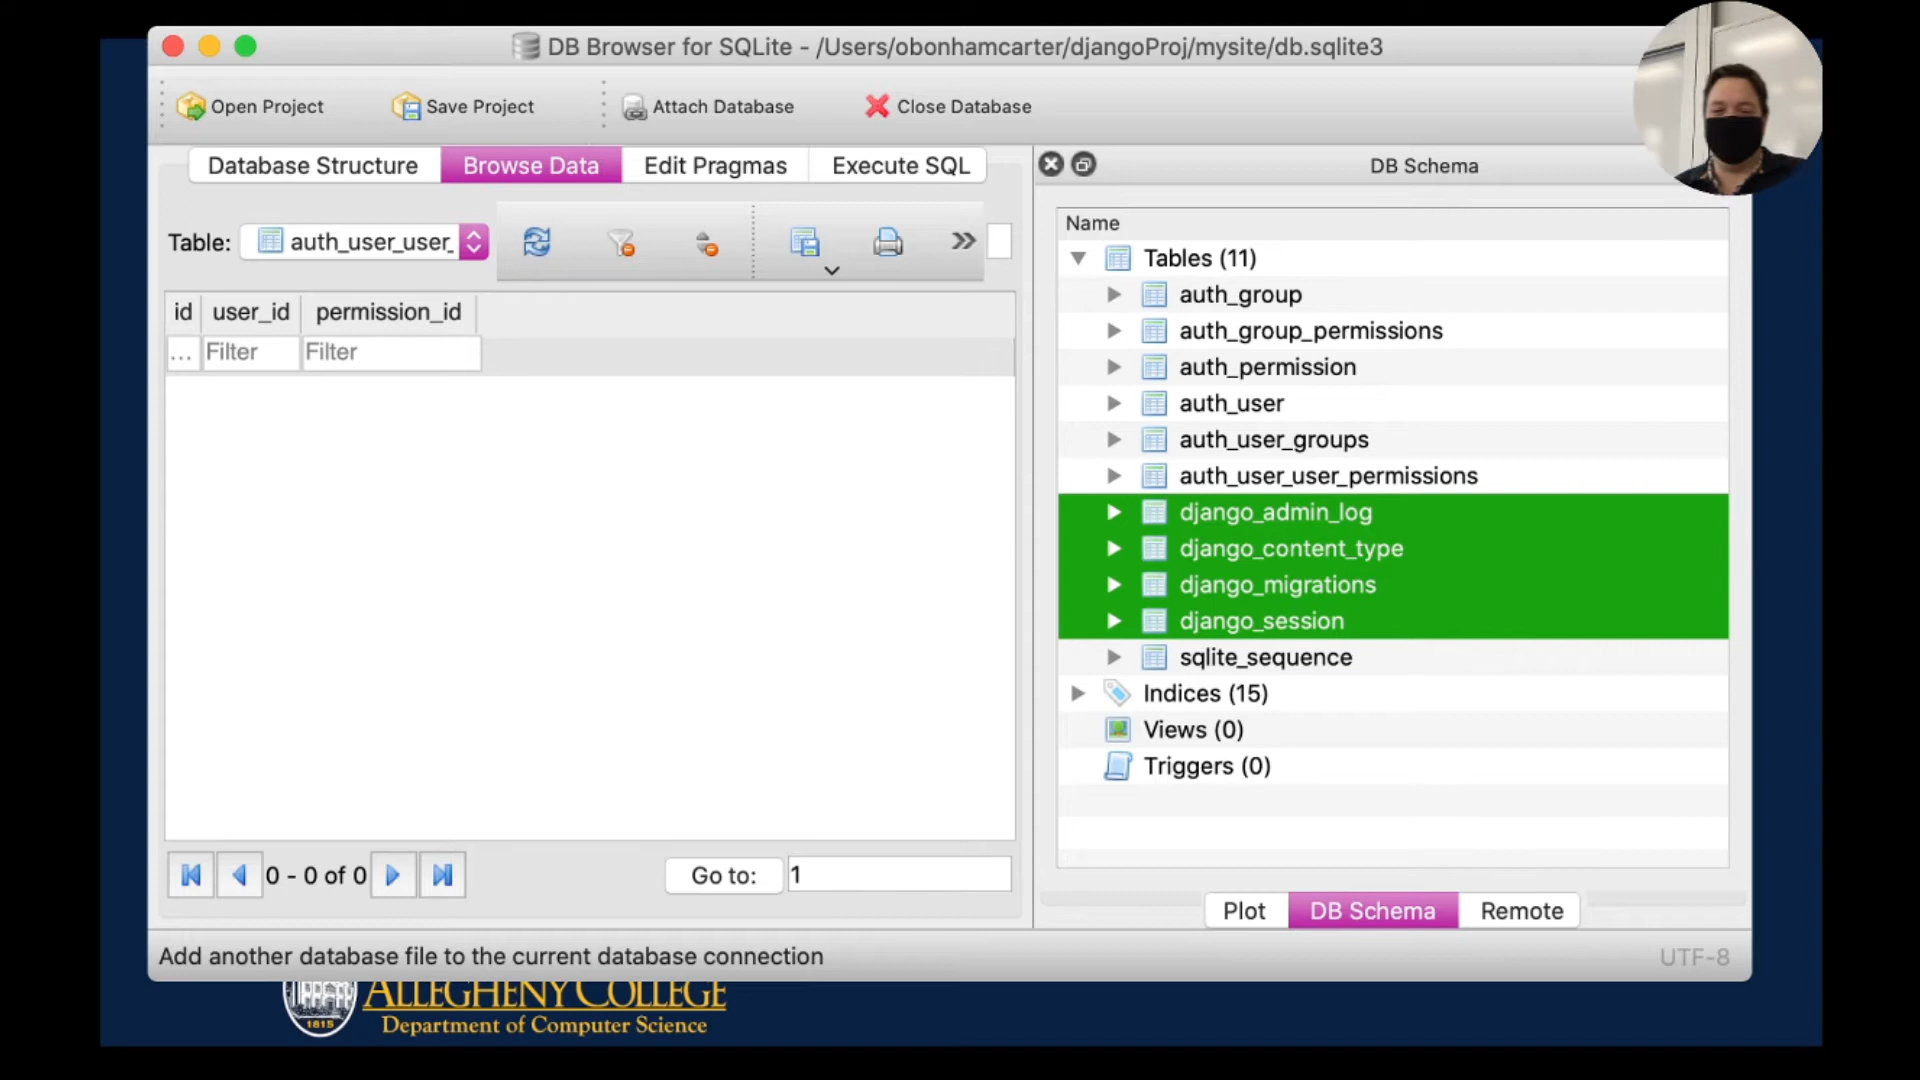 DB Browser for SQLite - /Users/obonhamcarter/djangoProj/mysite/db.sqlite3
Open Project
Save Project
Attach Database
Close Database
Database Structure
Browse Data
Edit Pragmas
Execute SQL
Table:
auth_user_user_
id
user_id
permission_id
...
Filter
Filter
0 - 0 of 0
Go to:
1
DB Schema
Name
Tables (11)
auth_group
auth_group_permissions
auth_permission
auth_user
auth_user_groups
auth_user_user_permissions
django_admin_log
django_content_type
django_migrations
django_session
sqlite_sequence
Indices (15)
Views (0)
Triggers (0)
Plot
DB Schema
Remote
Add another database file to the current database connection
UTF-8
1815
ALLEGHENY COLLEGE
Department of Computer Science